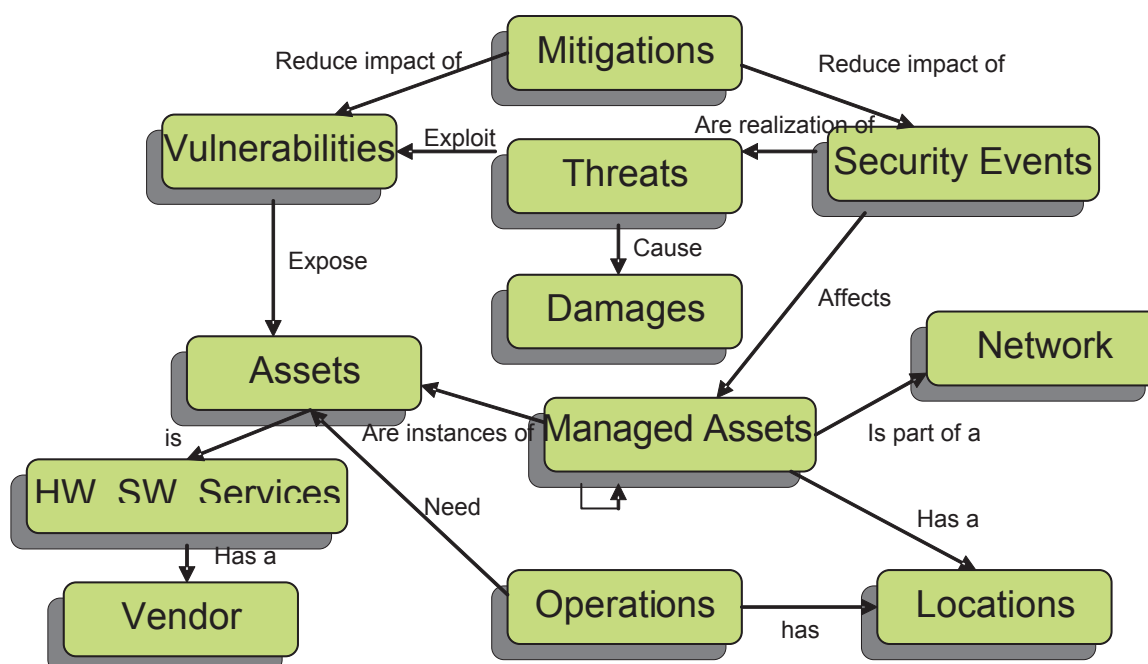 Mitigations
Reduce impact of
Reduce impact of
Vulnerabilities
Exploit
Threats
Are realization of
Security Events
Expose
Cause
Damages
Affects
Network
Assets
is
Are instances of
Managed Assets
Is part of a
HW SW Services
Need
Has a
Has a
Vendor
Operations
has
Locations